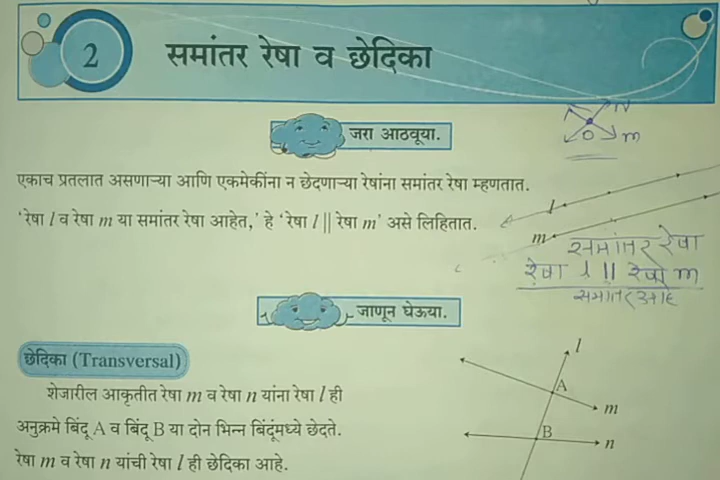 2
समांतर रेषा व छेदिका
जरा आठवूया.
एकाच प्रतलात असणाऱ्या आणि एकमेकींना न छेदणाऱ्या रेषांना समांतर रेषा म्हणतात.
‘रेषा l व रेषा m या समांतर रेषा आहेत,’ हे ‘रेषा l || रेषा m’ असे लिहितात.
n
O m
l
m
समांतर रेषा
रेषा l || रेषा m
समांतर आहे
जाणून घेऊया.
छेदिका (Transversal)
शेजारील आकृतीत रेषा m व रेषा n यांना रेषा l ही
अनुक्रमे बिंदू A व बिंदू B या दोन भिन्न बिंदूंमध्ये छेदते.
रेषा m व रेषा n यांची रेषा l ही छेदिका आहे.
l
A
m
B
n